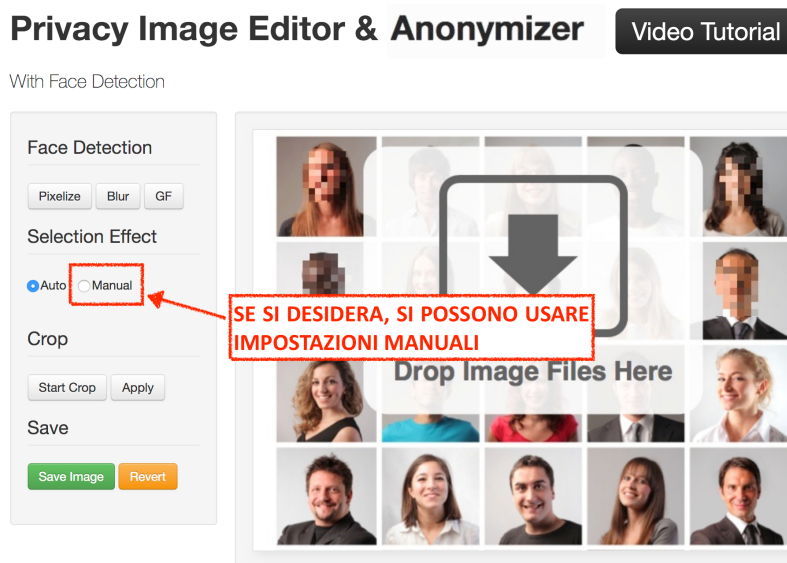 Privacy Image Editor & Anonymizer
Video Tutorial
With Face Detection
Face Detection
Pixelize Blur GF
Selection Effect
Auto Manual
Crop
Start Crop Apply
Save
Save Image Revert
SE SI DESIDERA, SI POSSONO USARE
IMPOSTAZIONI MANUALI
Drop Image Files Here